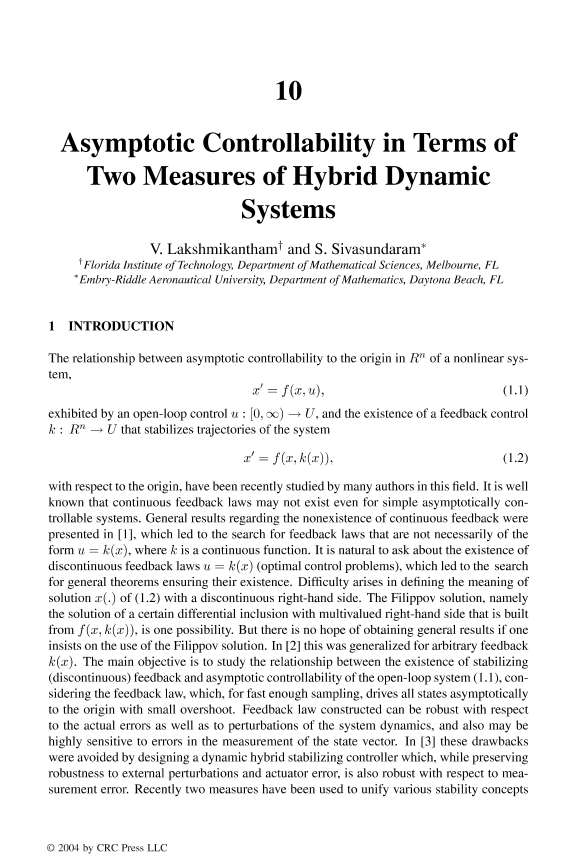 10
Asymptotic Controllability in Terms of
Two Measures of Hybrid Dynamic
Systems
V. Lakshmikantham† and S. Sivasundaram*
†Florida Institute of Technology, Department of Mathematical Sciences, Melbourne, FL
*Embry-Riddle Aeronautical University, Department of Mathematics, Daytona Beach, FL
1 INTRODUCTION
The relationship between asymptotic controllability to the origin in Rⁿ of a nonlinear sys-
tem,
x′ = f(x, u), (1.1)
exhibited by an open-loop control u : [0, ∞) → U, and the existence of a feedback control
k : Rⁿ → U that stabilizes trajectories of the system
x′ = f(x, k(x)), (1.2)
with respect to the origin, have been recently studied by many authors in this field. It is well
known that continuous feedback laws may not exist even for simple asymptotically con-
trollable systems. General results regarding the nonexistence of continuous feedback were
presented in [1], which led to the search for feedback laws that are not necessarily of the
form u = k(x), where k is a continuous function. It is natural to ask about the existence of
discontinuous feedback laws u = k(x) (optimal control problems), which led to the search
for general theorems ensuring their existence. Difficulty arises in defining the meaning of
solution x(.) of (1.2) with a discontinuous right-hand side. The Filippov solution, namely
the solution of a certain differential inclusion with multivalued right-hand side that is built
from f(x, k(x)), is one possibility. But there is no hope of obtaining general results if one
insists on the use of the Filippov solution. In [2] this was generalized for arbitrary feedback
k(x). The main objective is to study the relationship between the existence of stabilizing
(discontinuous) feedback and asymptotic controllability of the open-loop system (1.1), con-
sidering the feedback law, which, for fast enough sampling, drives all states asymptotically
to the origin with small overshoot. Feedback law constructed can be robust with respect
to the actual errors as well as to perturbations of the system dynamics, and also may be
highly sensitive to errors in the measurement of the state vector. In [3] these drawbacks
were avoided by designing a dynamic hybrid stabilizing controller which, while preserving
robustness to external perturbations and actuator error, is also robust with respect to mea-
surement error. Recently two measures have been used to unify various stability concepts
© 2004 by CRC Press LLC